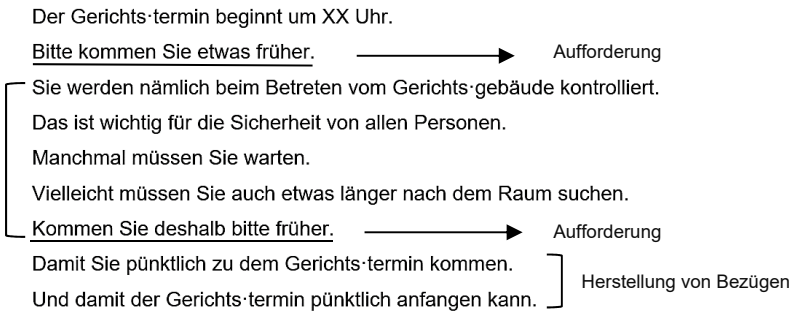 Der Gerichts·termin beginnt um XX Uhr.
Bitte kommen Sie etwas früher. Aufforderung
Sie werden nämlich beim Betreten vom Gerichts·gebäude kontrolliert.
Das ist wichtig für die Sicherheit von allen Personen.
Manchmal müssen Sie warten.
Vielleicht müssen Sie auch etwas länger nach dem Raum suchen.
Kommen Sie deshalb bitte früher. Aufforderung
Damit Sie pünktlich zu dem Gerichts·termin kommen.
Herstellung von Bezügen
Und damit der Gerichts·termin pünktlich anfangen kann.